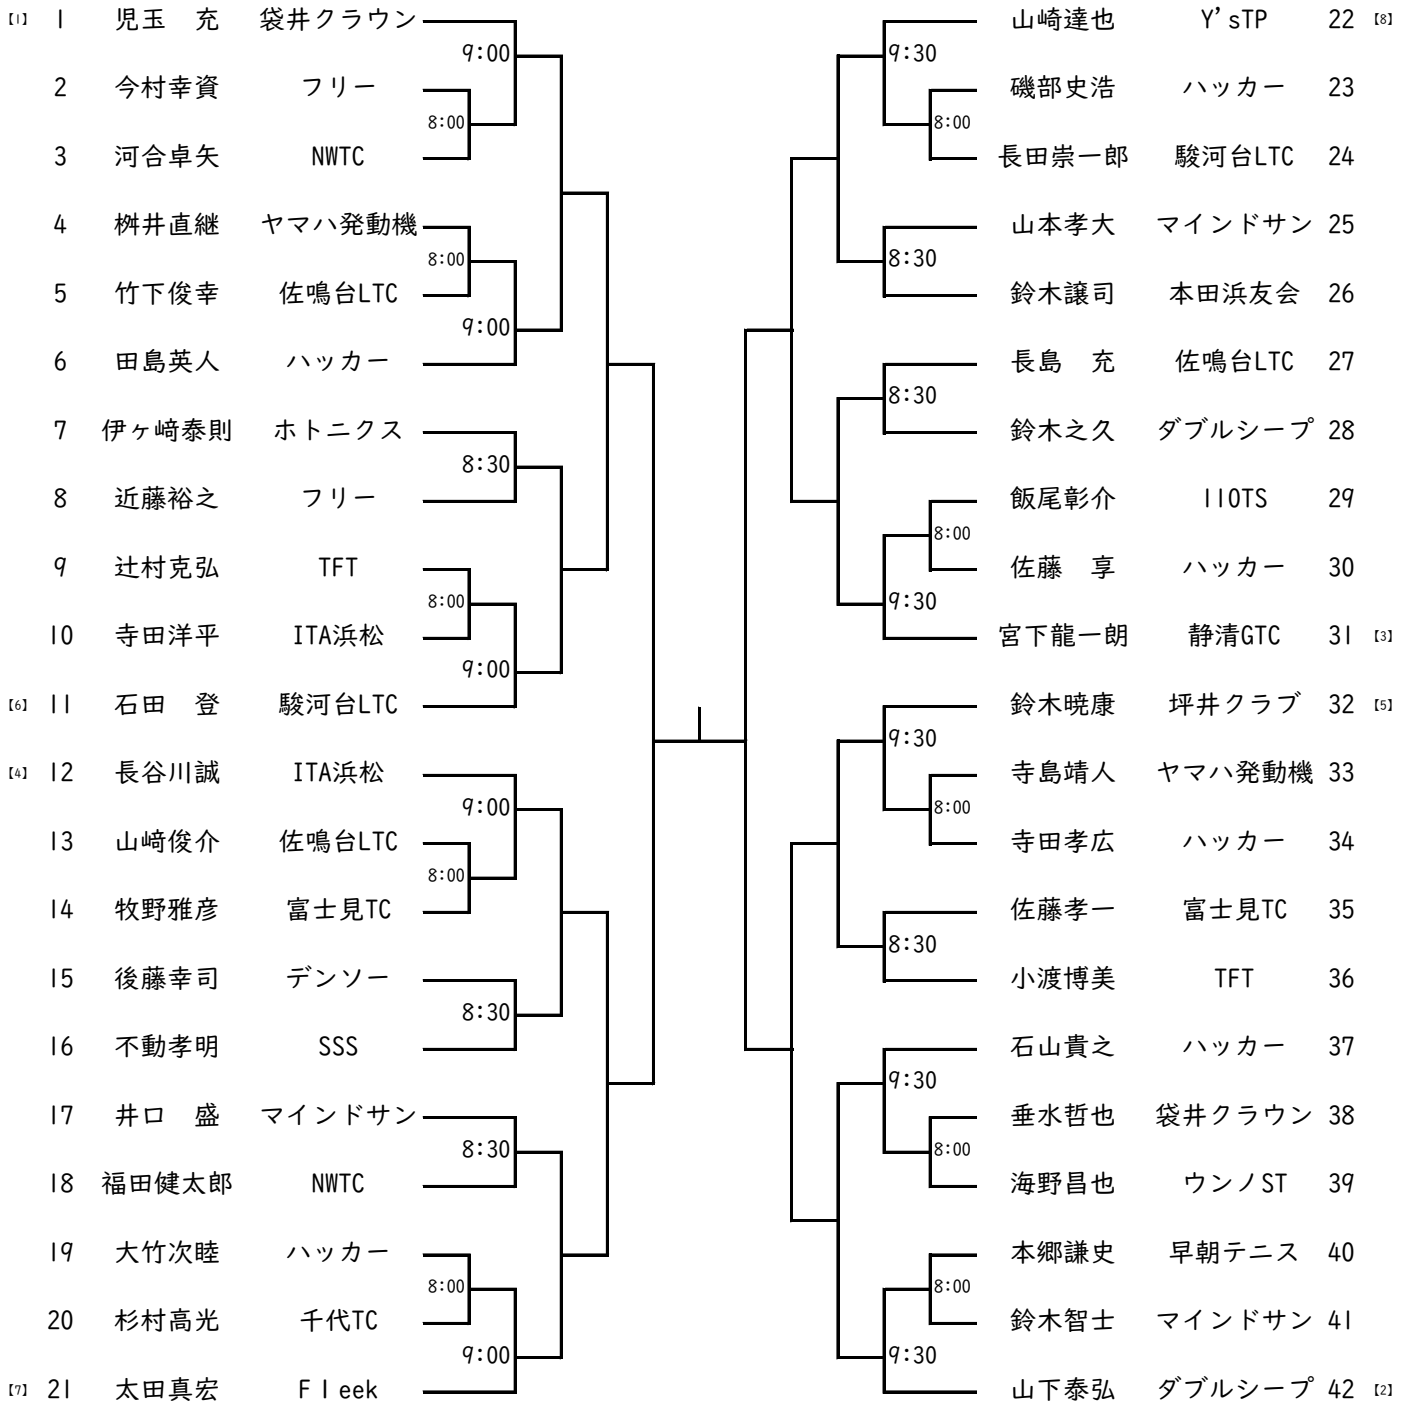 【1】 1 児玉　充 袋井クラウン
9:00
2 今村幸資 フリー
8:00
3 河合卓矢 NWTC
4 桝井直継 ヤマハ発動機
8:00
5 竹下俊幸 佐鳴台LTC
9:00
6 田島英人 ハッカー
7 伊ヶ﨑泰則 ホトニクス
8:30
8 近藤裕之 フリー
9 辻村克弘 TFT
8:00
10 寺田洋平 ITA浜松
9:00
【6】 11 石田　登 駿河台LTC
【4】 12 長谷川誠 ITA浜松
9:00
13 山﨑俊介 佐鳴台LTC
8:00
14 牧野雅彦 富士見TC
15 後藤幸司 デンソー
8:30
16 不動孝明 SSS
17 井口　盛 マインドサン
8:30
18 福田健太郎 NWTC
19 大竹次睦 ハッカー
8:00
20 杉村高光 千代TC
9:00
【7】 21 太田真宏 Fleek
山崎達也 Y’sTP 22 【8】
9:30
磯部史浩 ハッカー 23
8:00
長田崇一郎 駿河台LTC 24
山本孝大 マインドサン 25
8:30
鈴木譲司 本田浜友会 26
長島　充 佐鳴台LTC 27
8:30
鈴木之久 ダブルシープ 28
飯尾彰介 110TS 29
8:00
佐藤　享 ハッカー 30
9:30
宮下龍一朗 静清GTC 31 【3】
鈴木暁康 坪井クラブ 32 【5】
9:30
寺島靖人 ヤマハ発動機 33
8:00
寺田孝広 ハッカー 34
佐藤孝一 富士見TC 35
8:30
小渡博美 TFT 36
石山貴之 ハッカー 37
9:30
垂水哲也 袋井クラウン 38
8:00
海野昌也 ウンノST 39
本郷謙史 早朝テニス 40
8:00
鈴木智士 マインドサン 41
9:30
山下泰弘 ダブルシープ 42 【2】